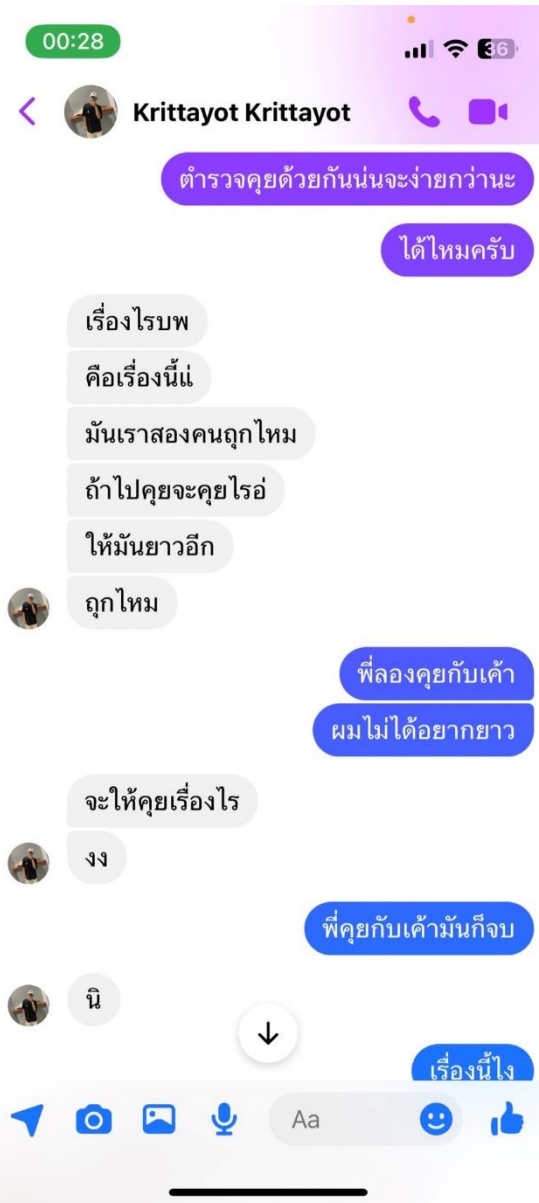 00:28
36
Krittayot Krittayot
ตำรวจคุยด้วยกันน่นจะง่ายกว่านะ
ได้ไหมครับ
เรื่องไรบพ
คือเรื่องนี้แ่
มันเราสองคนถูกไหม
ถ้าไปคุยจะคุยไรอ่
ให้มันยาวอีก
ถูกไหม
พี่ลองคุยกับเค้า
ผมไม่ได้อยากยาว
จะให้คุยเรื่องไร
งง
พี่คุยกับเค้ามันก็จบ
นิ
เรื่องนี้ไง
Aa